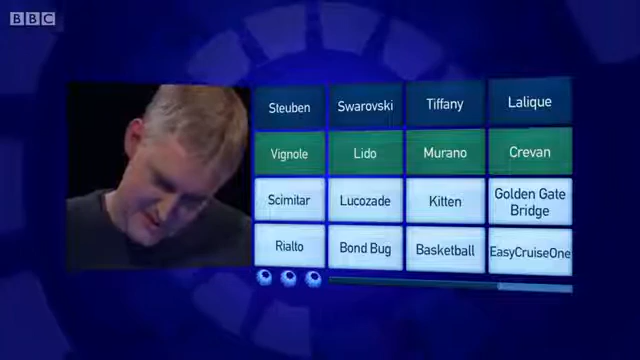 BBC
Steuben Swarovski Tiffany Lalique
Vignole Lido Murano Crevan
Scimitar Lucozade Kitten Golden Gate
Bridge
Rialto Bond Bug Basketball EasyCruiseOne